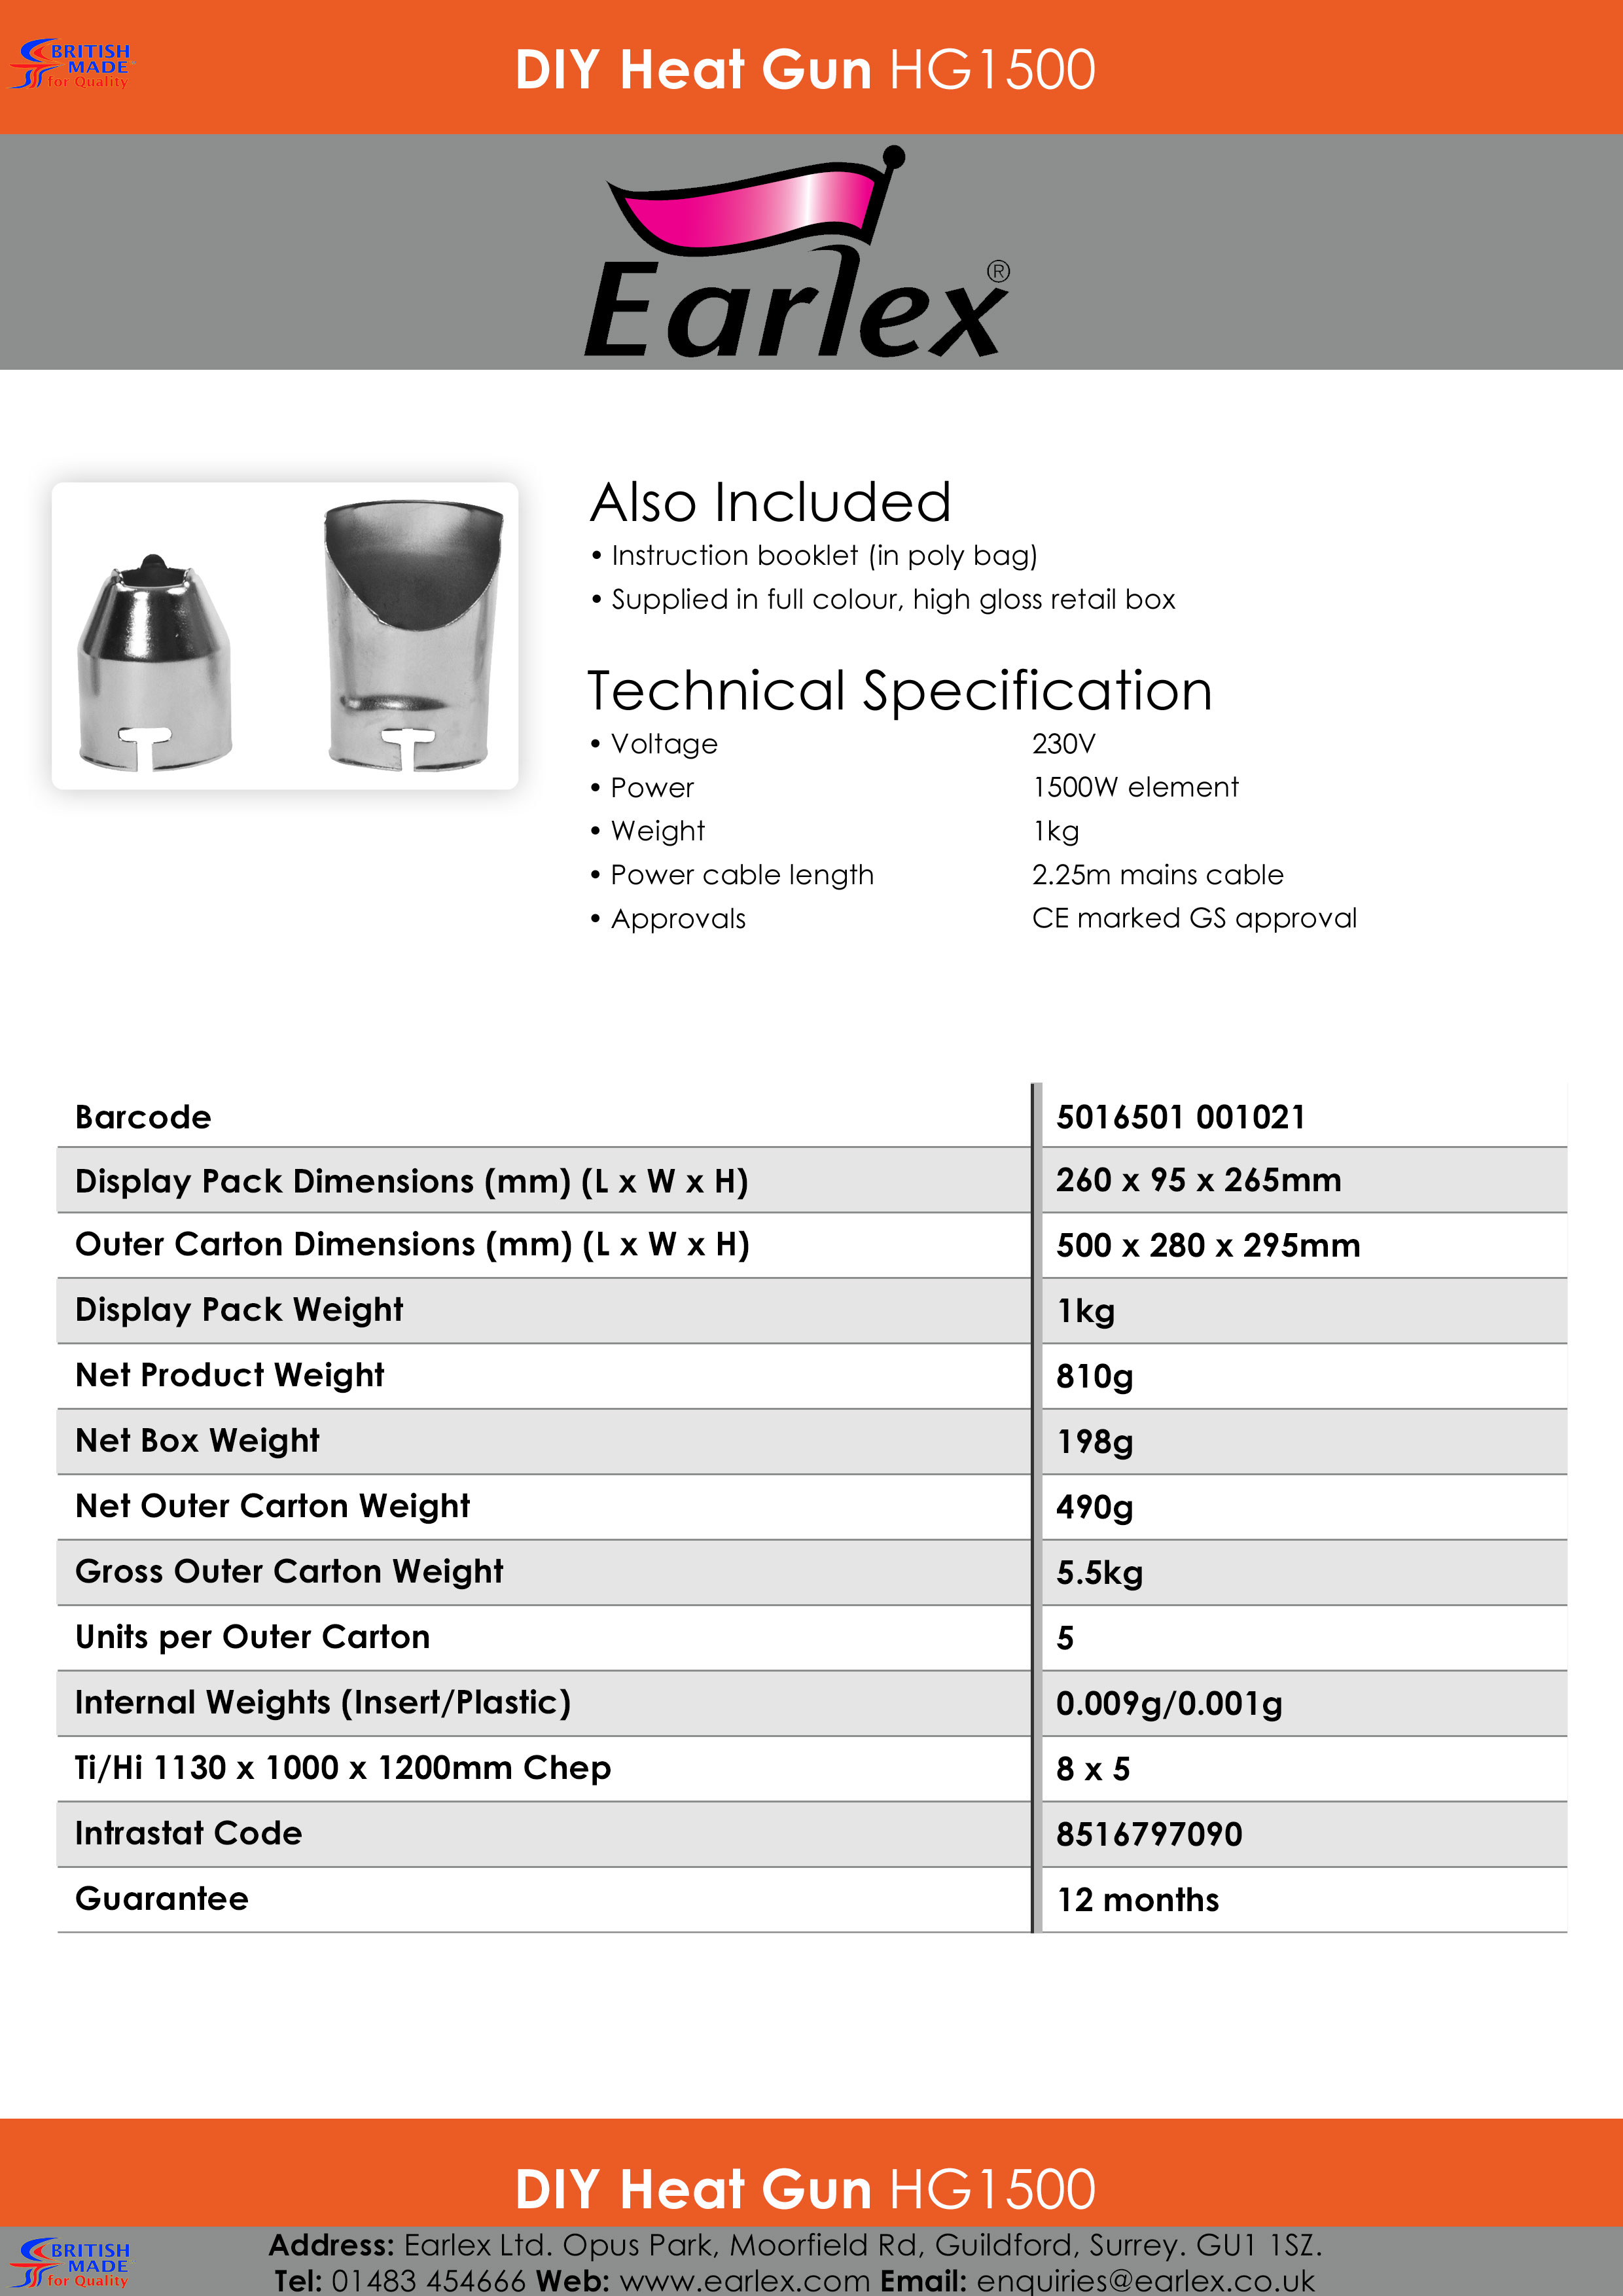 BRITISH
MADE
for Quality
DIY Heat Gun HG1500
Earlex®
Also Included
• Instruction booklet (in poly bag)
• Supplied in full colour, high gloss retail box
Technical Specification
• Voltage 230V
• Power 1500W element
• Weight 1kg
• Power cable length 2.25m mains cable
• Approvals CE marked GS approval
Barcode 5016501 001021
Display Pack Dimensions (mm) (L x W x H) 260 x 95 x 265mm
Outer Carton Dimensions (mm) (L x W x H) 500 x 280 x 295mm
Display Pack Weight 1kg
Net Product Weight 810g
Net Box Weight 198g
Net Outer Carton Weight 490g
Gross Outer Carton Weight 5.5kg
Units per Outer Carton 5
Internal Weights (Insert/Plastic) 0.009g/0.001g
Ti/Hi 1130 x 1000 x 1200mm Chep 8 x 5
Intrastat Code 8516797090
Guarantee 12 months
DIY Heat Gun HG1500
BRITISH
MADE
for Quality
Address: Earlex Ltd. Opus Park, Moorfield Rd, Guildford, Surrey. GU1 1SZ.
Tel: 01483 454666 Web: www.earlex.com Email: enquiries@earlex.co.uk